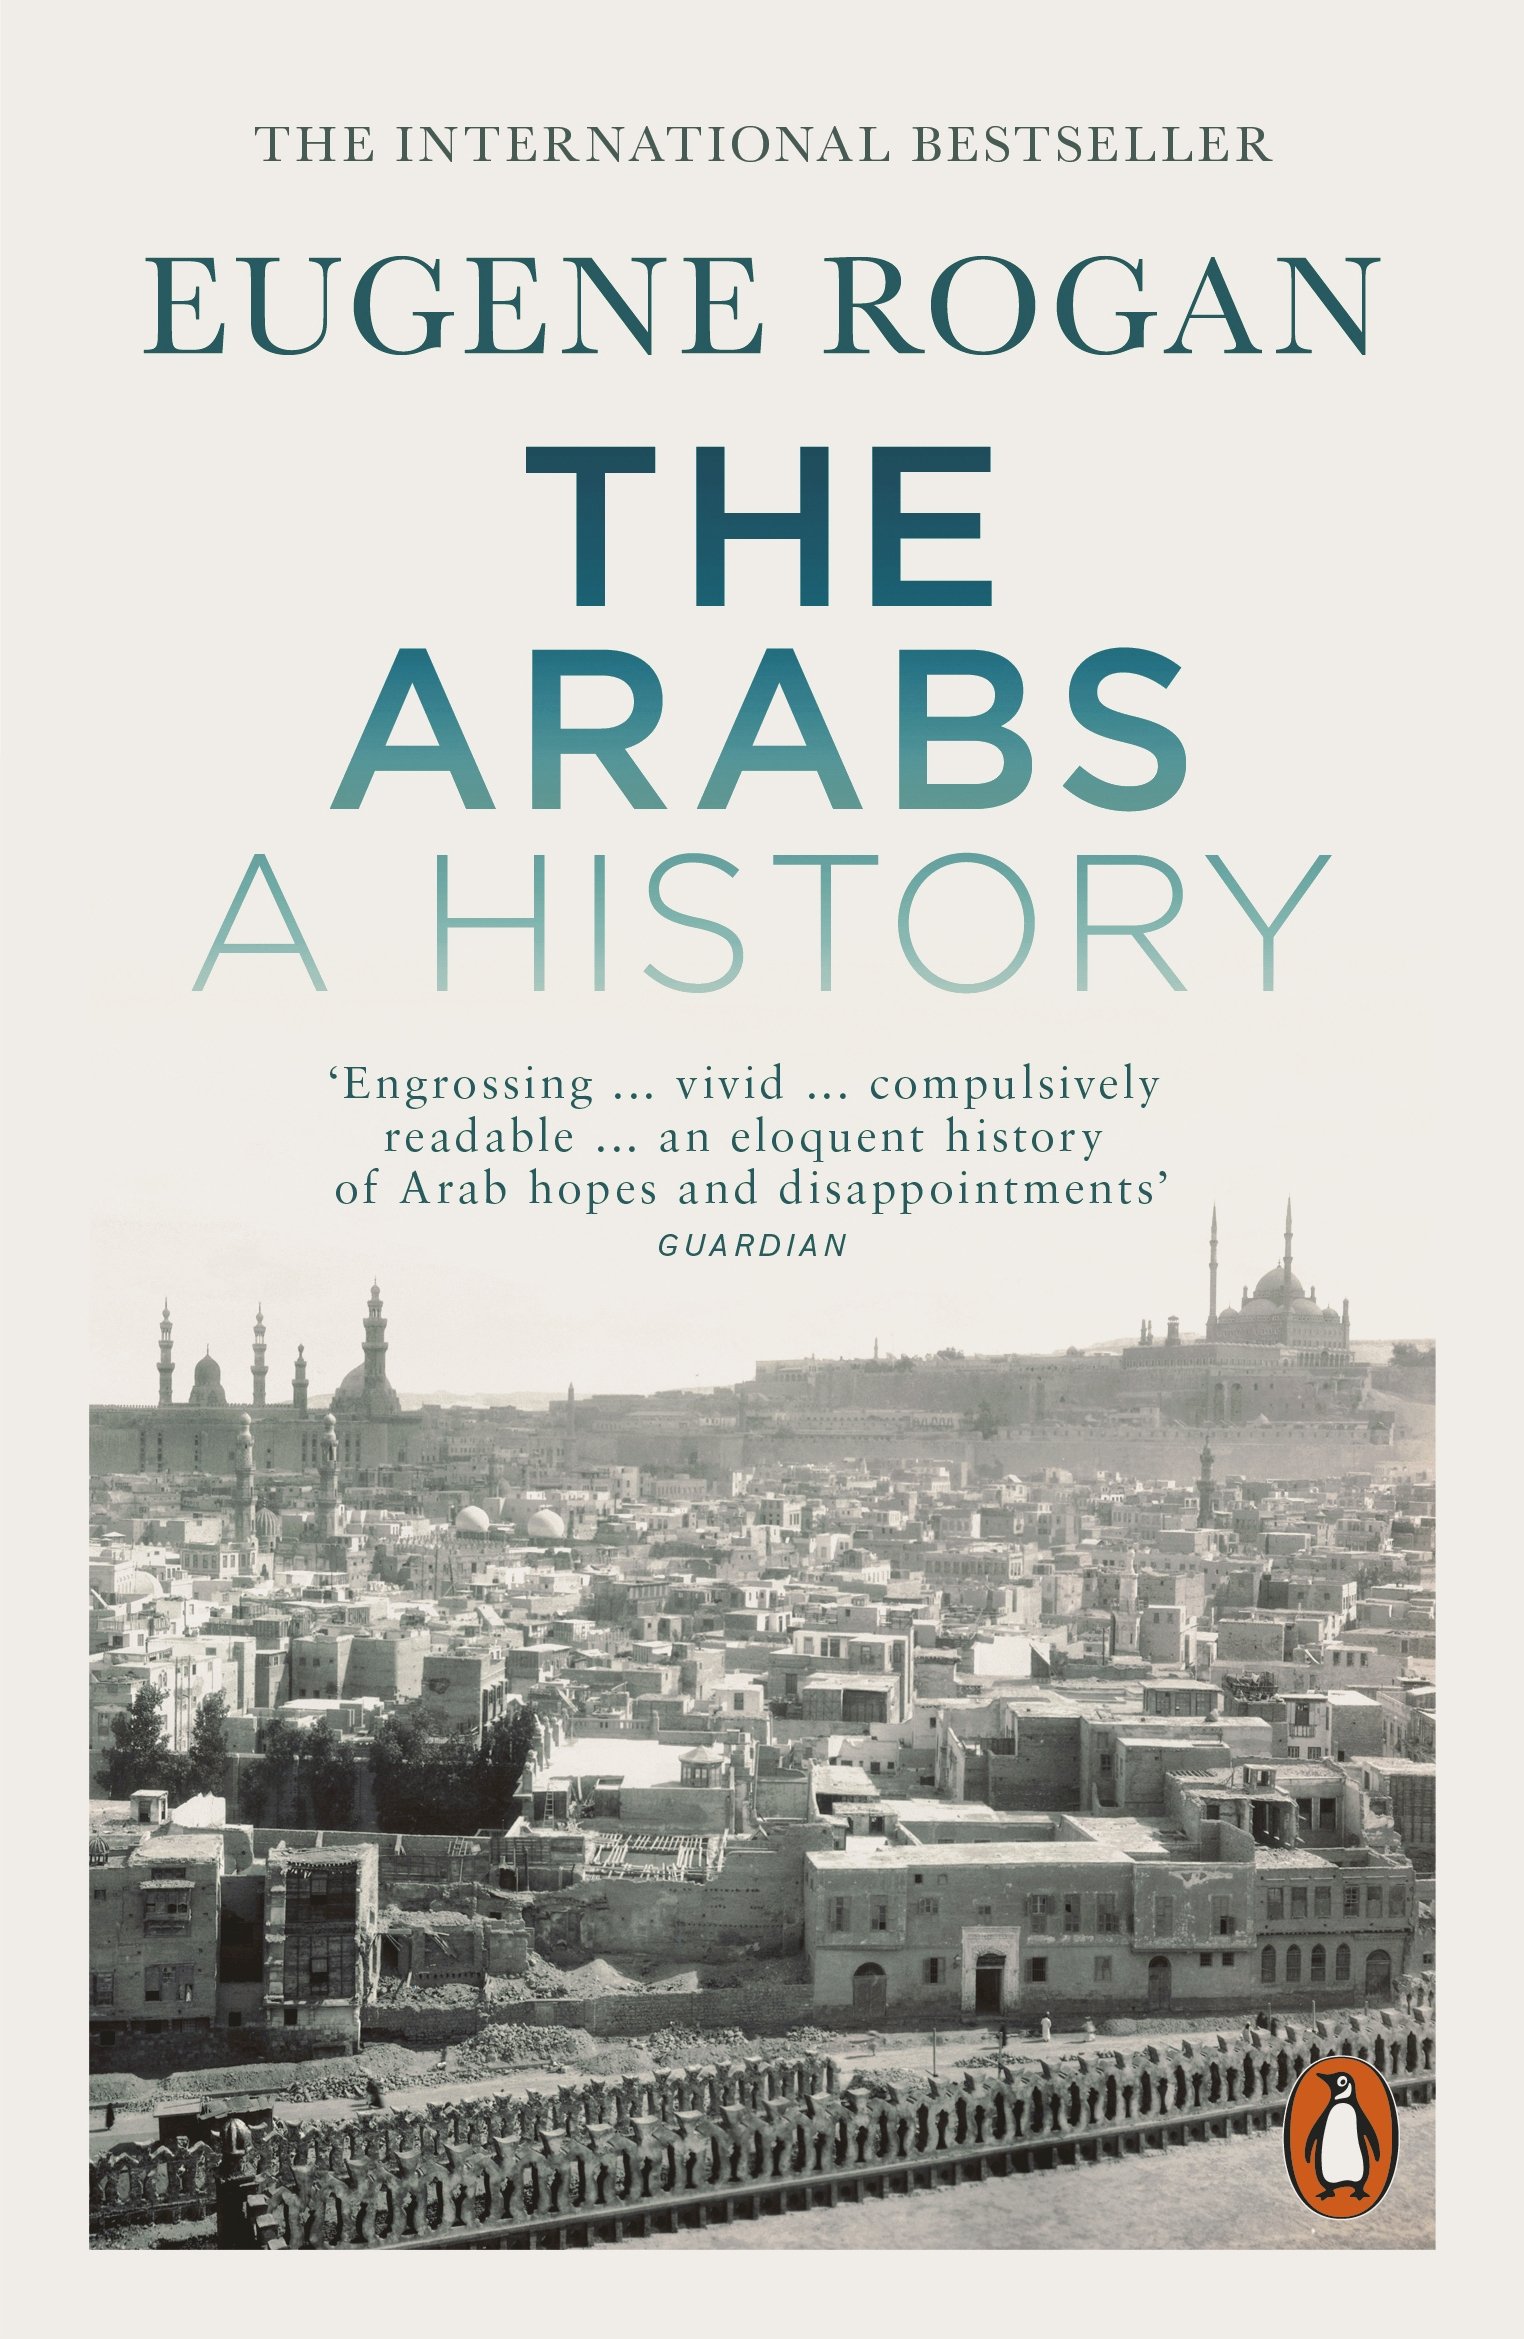 THE INTERNATIONAL BESTSELLER
EUGENE ROGAN
THE
ARABS
A HISTORY
‘Engrossing ... vivid ... compulsively
readable ... an eloquent history
of Arab hopes and disappointments’
GUARDIAN